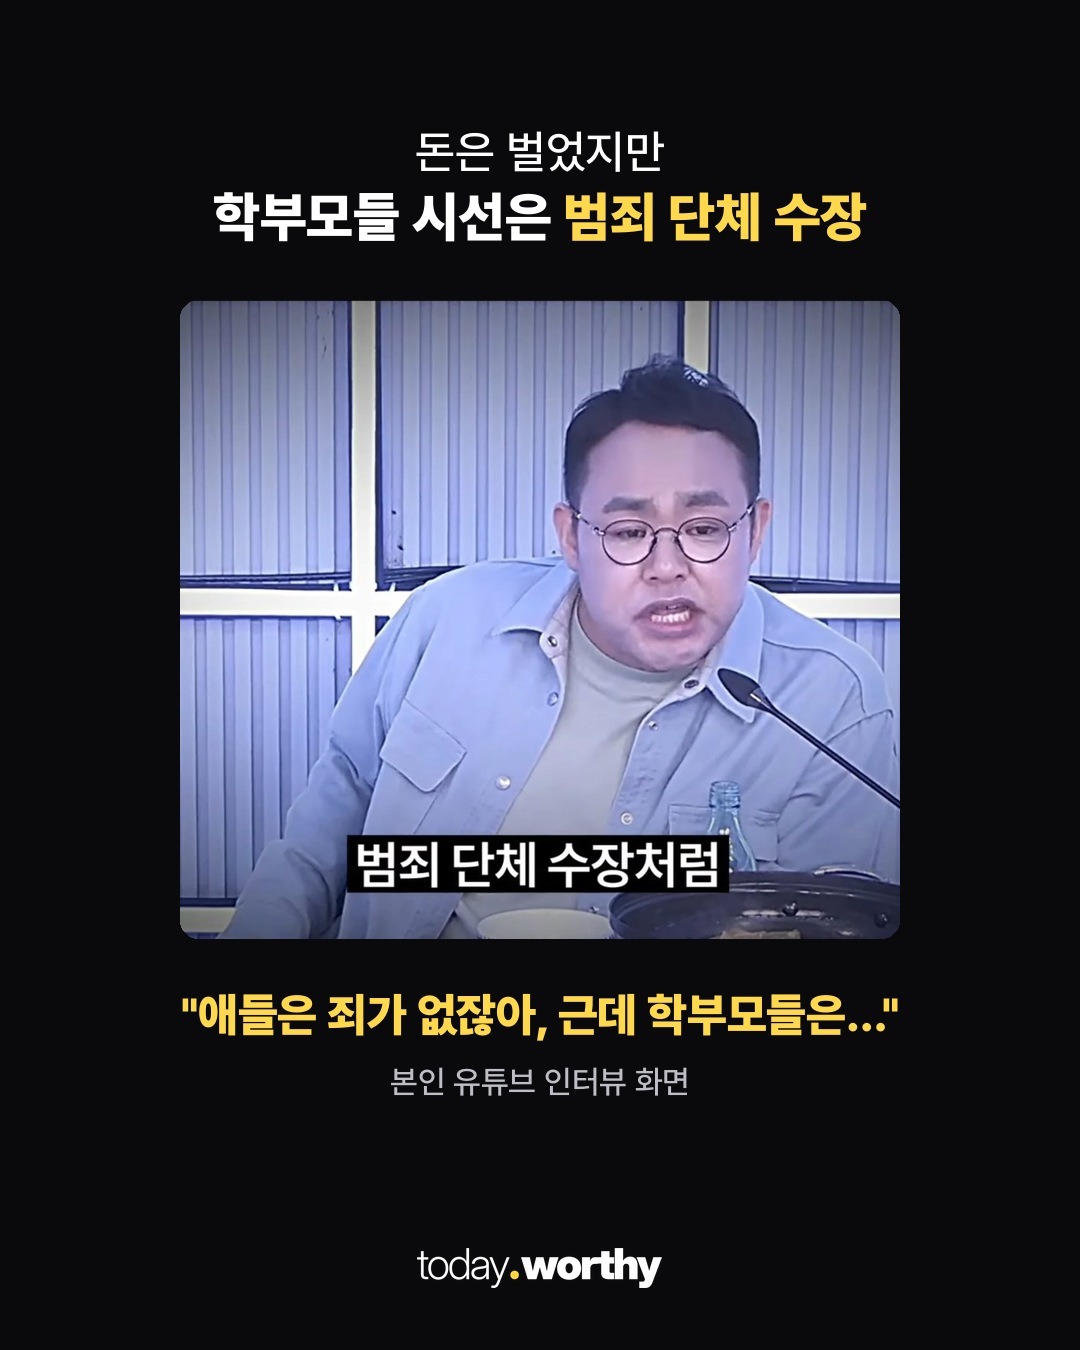 돈은 벌었지만
학부모들 시선은 범죄 단체 수장
범죄 단체 수장처럼
"애들은 죄가 없잖아, 근데 학부모들은..."
본인 유튜브 인터뷰 화면
today.worthy